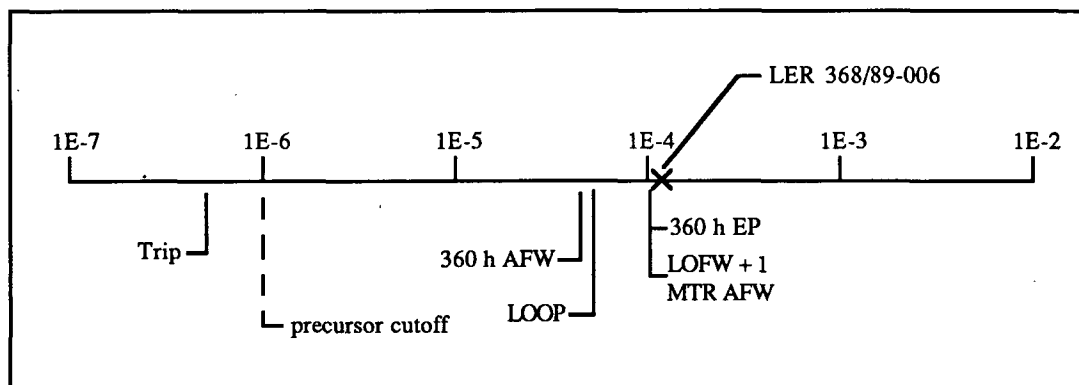 LER 368/89-006
1E-7
1E-6
1E-5
1E-4
1E-3
1E-2
Trip
360 h AFW
360 h EP
LOFW + 1
MTR AFW
LOOP
precursor cutoff